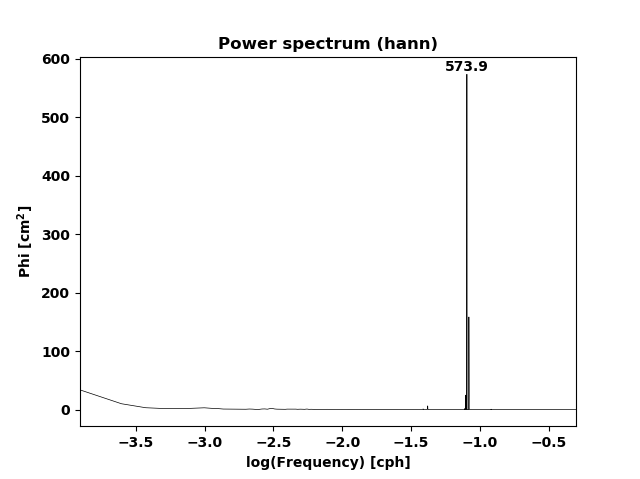 Power spectrum (hann)
573.9
600
500
400
300
200
100
0
Phi [cm²]
−3.5 −3.0 −2.5 −2.0 −1.5 −1.0 −0.5
log(Frequency) [cph]